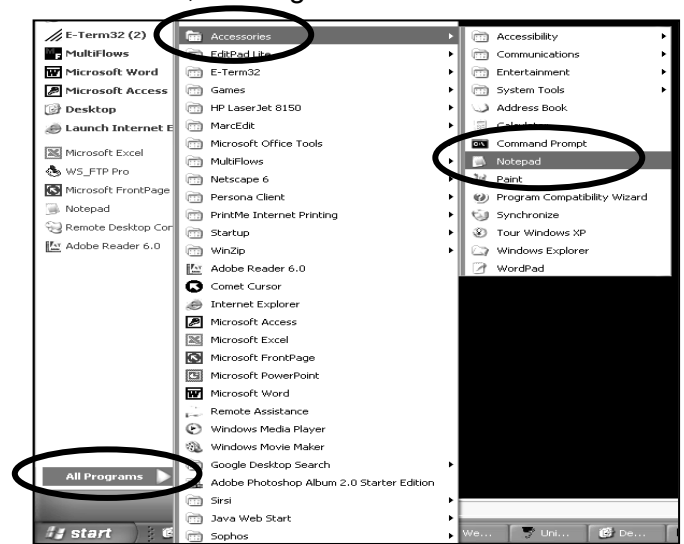 E-Term32 (2)
MultiFlows
Microsoft Word
Microsoft Access
Desktop
Launch Internet E
Microsoft Excel
WS_FTP Pro
Microsoft FrontPage
Notepad
Remote Desktop Con
Adobe Reader 6.0
All Programs
start
Accessories
EditPad Lite
E-Term32
Games
HP LaserJet 8150
MarcEdit
Microsoft Office Tools
MultiFlows
Netscape 6
Persona Client
PrintMe Internet Printing
Startup
WinZip
Adobe Reader 6.0
Comet Cursor
Internet Explorer
Microsoft Access
Microsoft Excel
Microsoft FrontPage
Microsoft PowerPoint
Microsoft Word
Remote Assistance
Windows Media Player
Windows Movie Maker
Google Desktop Search
Adobe Photoshop Album 2.0 Starter Edition
Sirsi
Java Web Start
Sophos
Accessibility
Communications
Entertainment
System Tools
Address Book
Calculator
Command Prompt
Notepad
Paint
Program Compatibility Wizard
Synchronize
Tour Windows XP
Windows Explorer
WordPad
We...
Uni...
De...